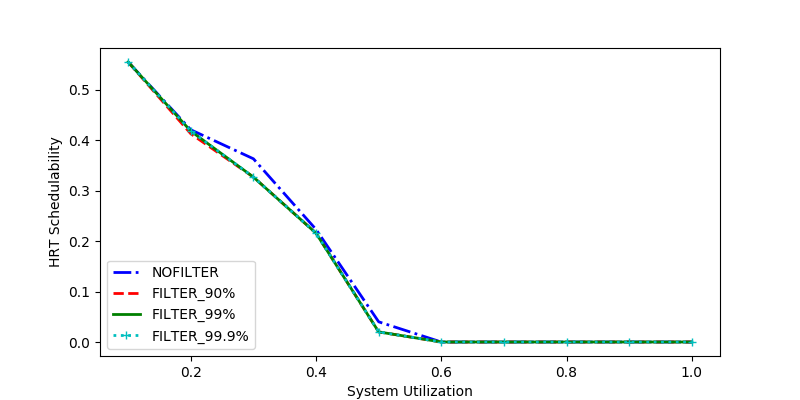 0.5
0.4
0.3
0.2
0.1
0.0
HRT Schedulability
NOFILTER
FILTER_90%
FILTER_99%
FILTER_99.9%
0.2 0.4 0.6 0.8 1.0
System Utilization